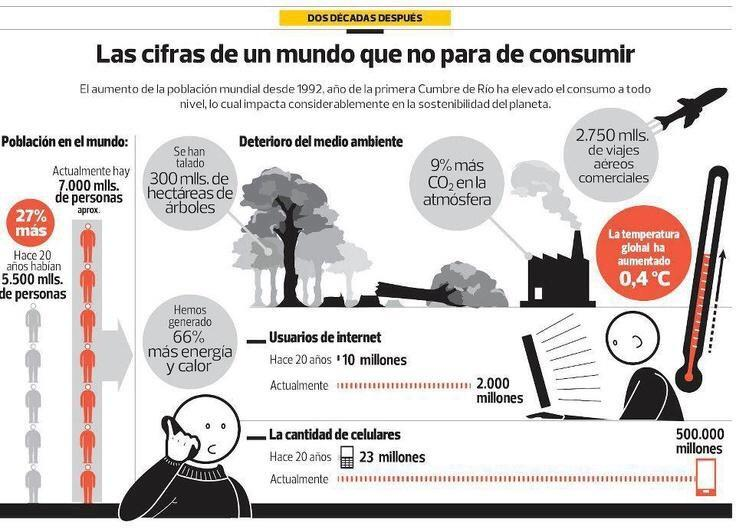 DOS DÉCADAS DESPUÉS
Las cifras de un mundo que no para de consumir
El aumento de la población mundial desde 1992, año de la primera Cumbre de Río ha elevado el consumo a todo
nivel, lo cual impacta considerablemente en la sostenibilidad del planeta.
Población en el mundo:
Actualmente hay
7.000 mlls.
de personas
aprox.
27%
más
Hace 20
años habían
5.500 mlls.
de personas
Se han
talado
300 mlls. de
hectáreas de
árboles
Deterioro del medio ambiente
9% más
CO₂ en la
atmósfera
2.750 mlls.
de viajes
aéreos
comerciales
La temperatura
global ha
aumentado
0,4 °C
Hemos
generado
66%
más energía
y calor
Usuarios de internet
Hace 20 años 10 millones
Actualmente 2.000
millones
La cantidad de celulares
Hace 20 años 23 millones
Actualmente
500.000
millones